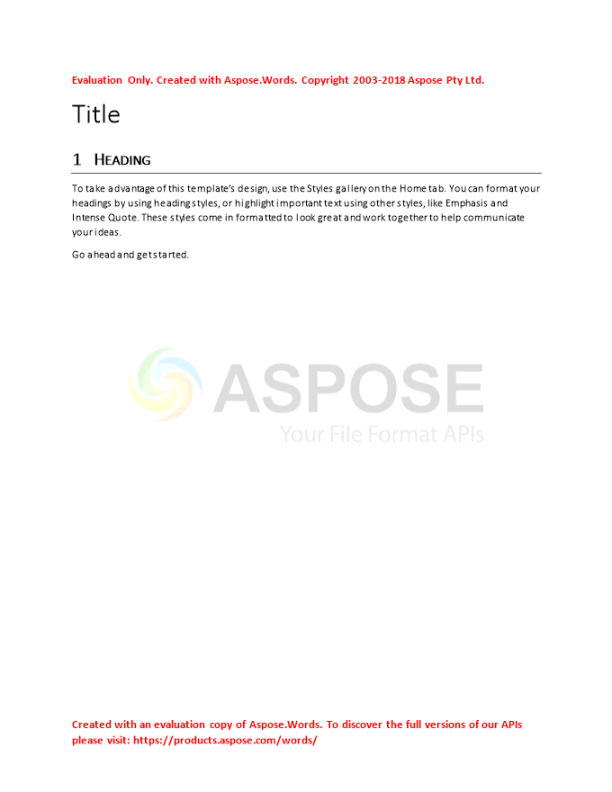 Evaluation Only. Created with Aspose.Words. Copyright 2003-2018 Aspose Pty Ltd.
Title
1 HEADING
To take advantage of this template's design, use the Styles gallery on the Home tab. You can format your
headings by using heading styles, or highlight important text using other styles, like Emphasis and
Intense Quote. These styles come in formatted to look great and work together to help communicate
your ideas.
Go ahead and get started.
ASPOSE
Your File Format APIs
Created with an evaluation copy of Aspose.Words. To discover the full versions of our APIs
please visit: https://products.aspose.com/words/